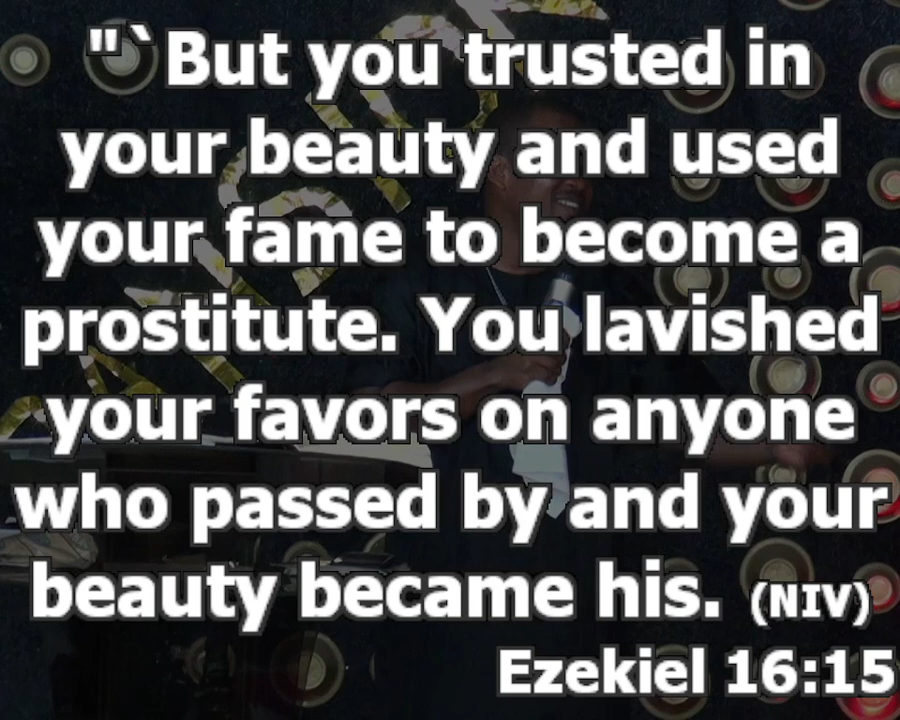 "`But you trusted in
your beauty and used
your fame to become a
prostitute. You lavished
your favors on anyone
who passed by and your
beauty became his. (NIV)
Ezekiel 16:15